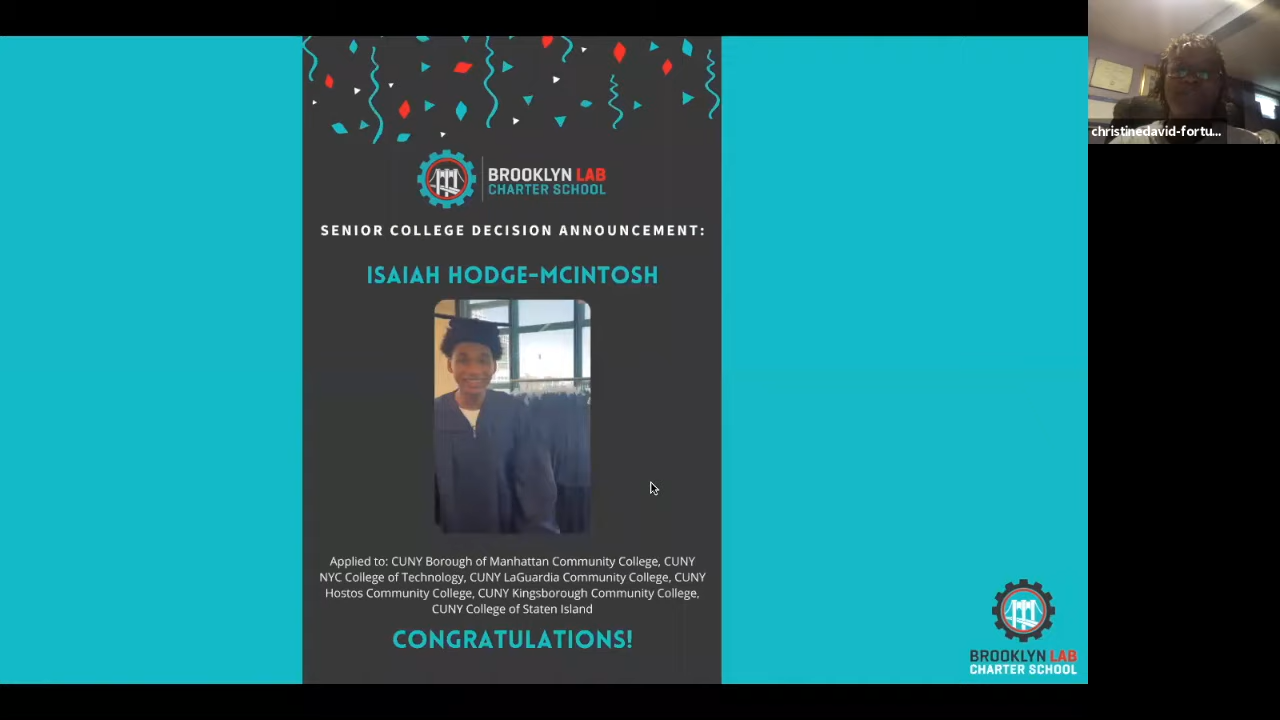 BROOKLYN LAB
CHARTER SCHOOL
SENIOR COLLEGE DECISION ANNOUNCEMENT:
ISAIAH HODGE-MCINTOSH
Applied to: CUNY Borough of Manhattan Community College, CUNY
NYC College of Technology, CUNY LaGuardia Community College, CUNY
Hostos Community College, CUNY Kingsborough Community College,
CUNY College of Staten Island
CONGRATULATIONS!
christinedavid-fortu...
BROOKLYN LAB
CHARTER SCHOOL